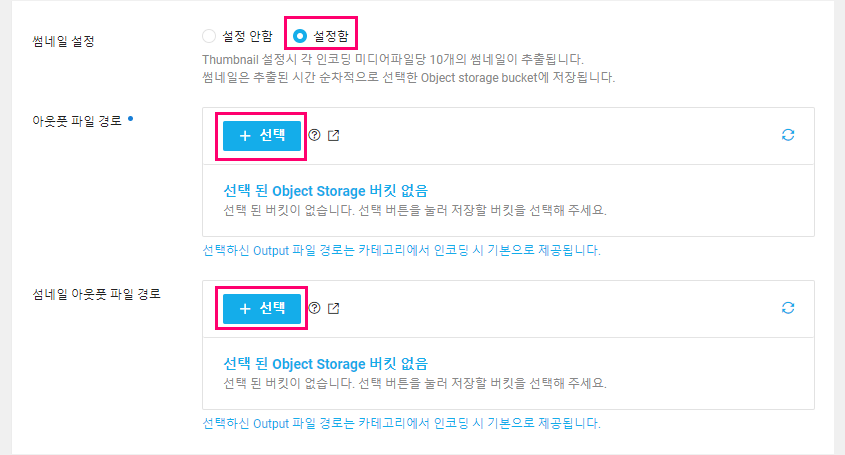 썸네일 설정
설정 안함
설정함
Thumbnail 설정시 각 인코딩 미디어파일당 10개의 썸네일이 추출됩니다.
썸네일은 추출된 시간 순차적으로 선택한 Object storage bucket에 저장됩니다.
아웃풋 파일 경로
+ 선택
선택 된 Object Storage 버킷 없음
선택 된 버킷이 없습니다. 선택 버튼을 눌러 저장할 버킷을 선택해 주세요.
선택하신 Output 파일 경로는 카테고리에서 인코딩 시 기본으로 제공됩니다.
섬네일 아웃풋 파일 경로
+ 선택
선택 된 Object Storage 버킷 없음
선택 된 버킷이 없습니다. 선택 버튼을 눌러 저장할 버킷을 선택해 주세요.
선택하신 Output 파일 경로는 카테고리에서 인코딩 시 기본으로 제공됩니다.